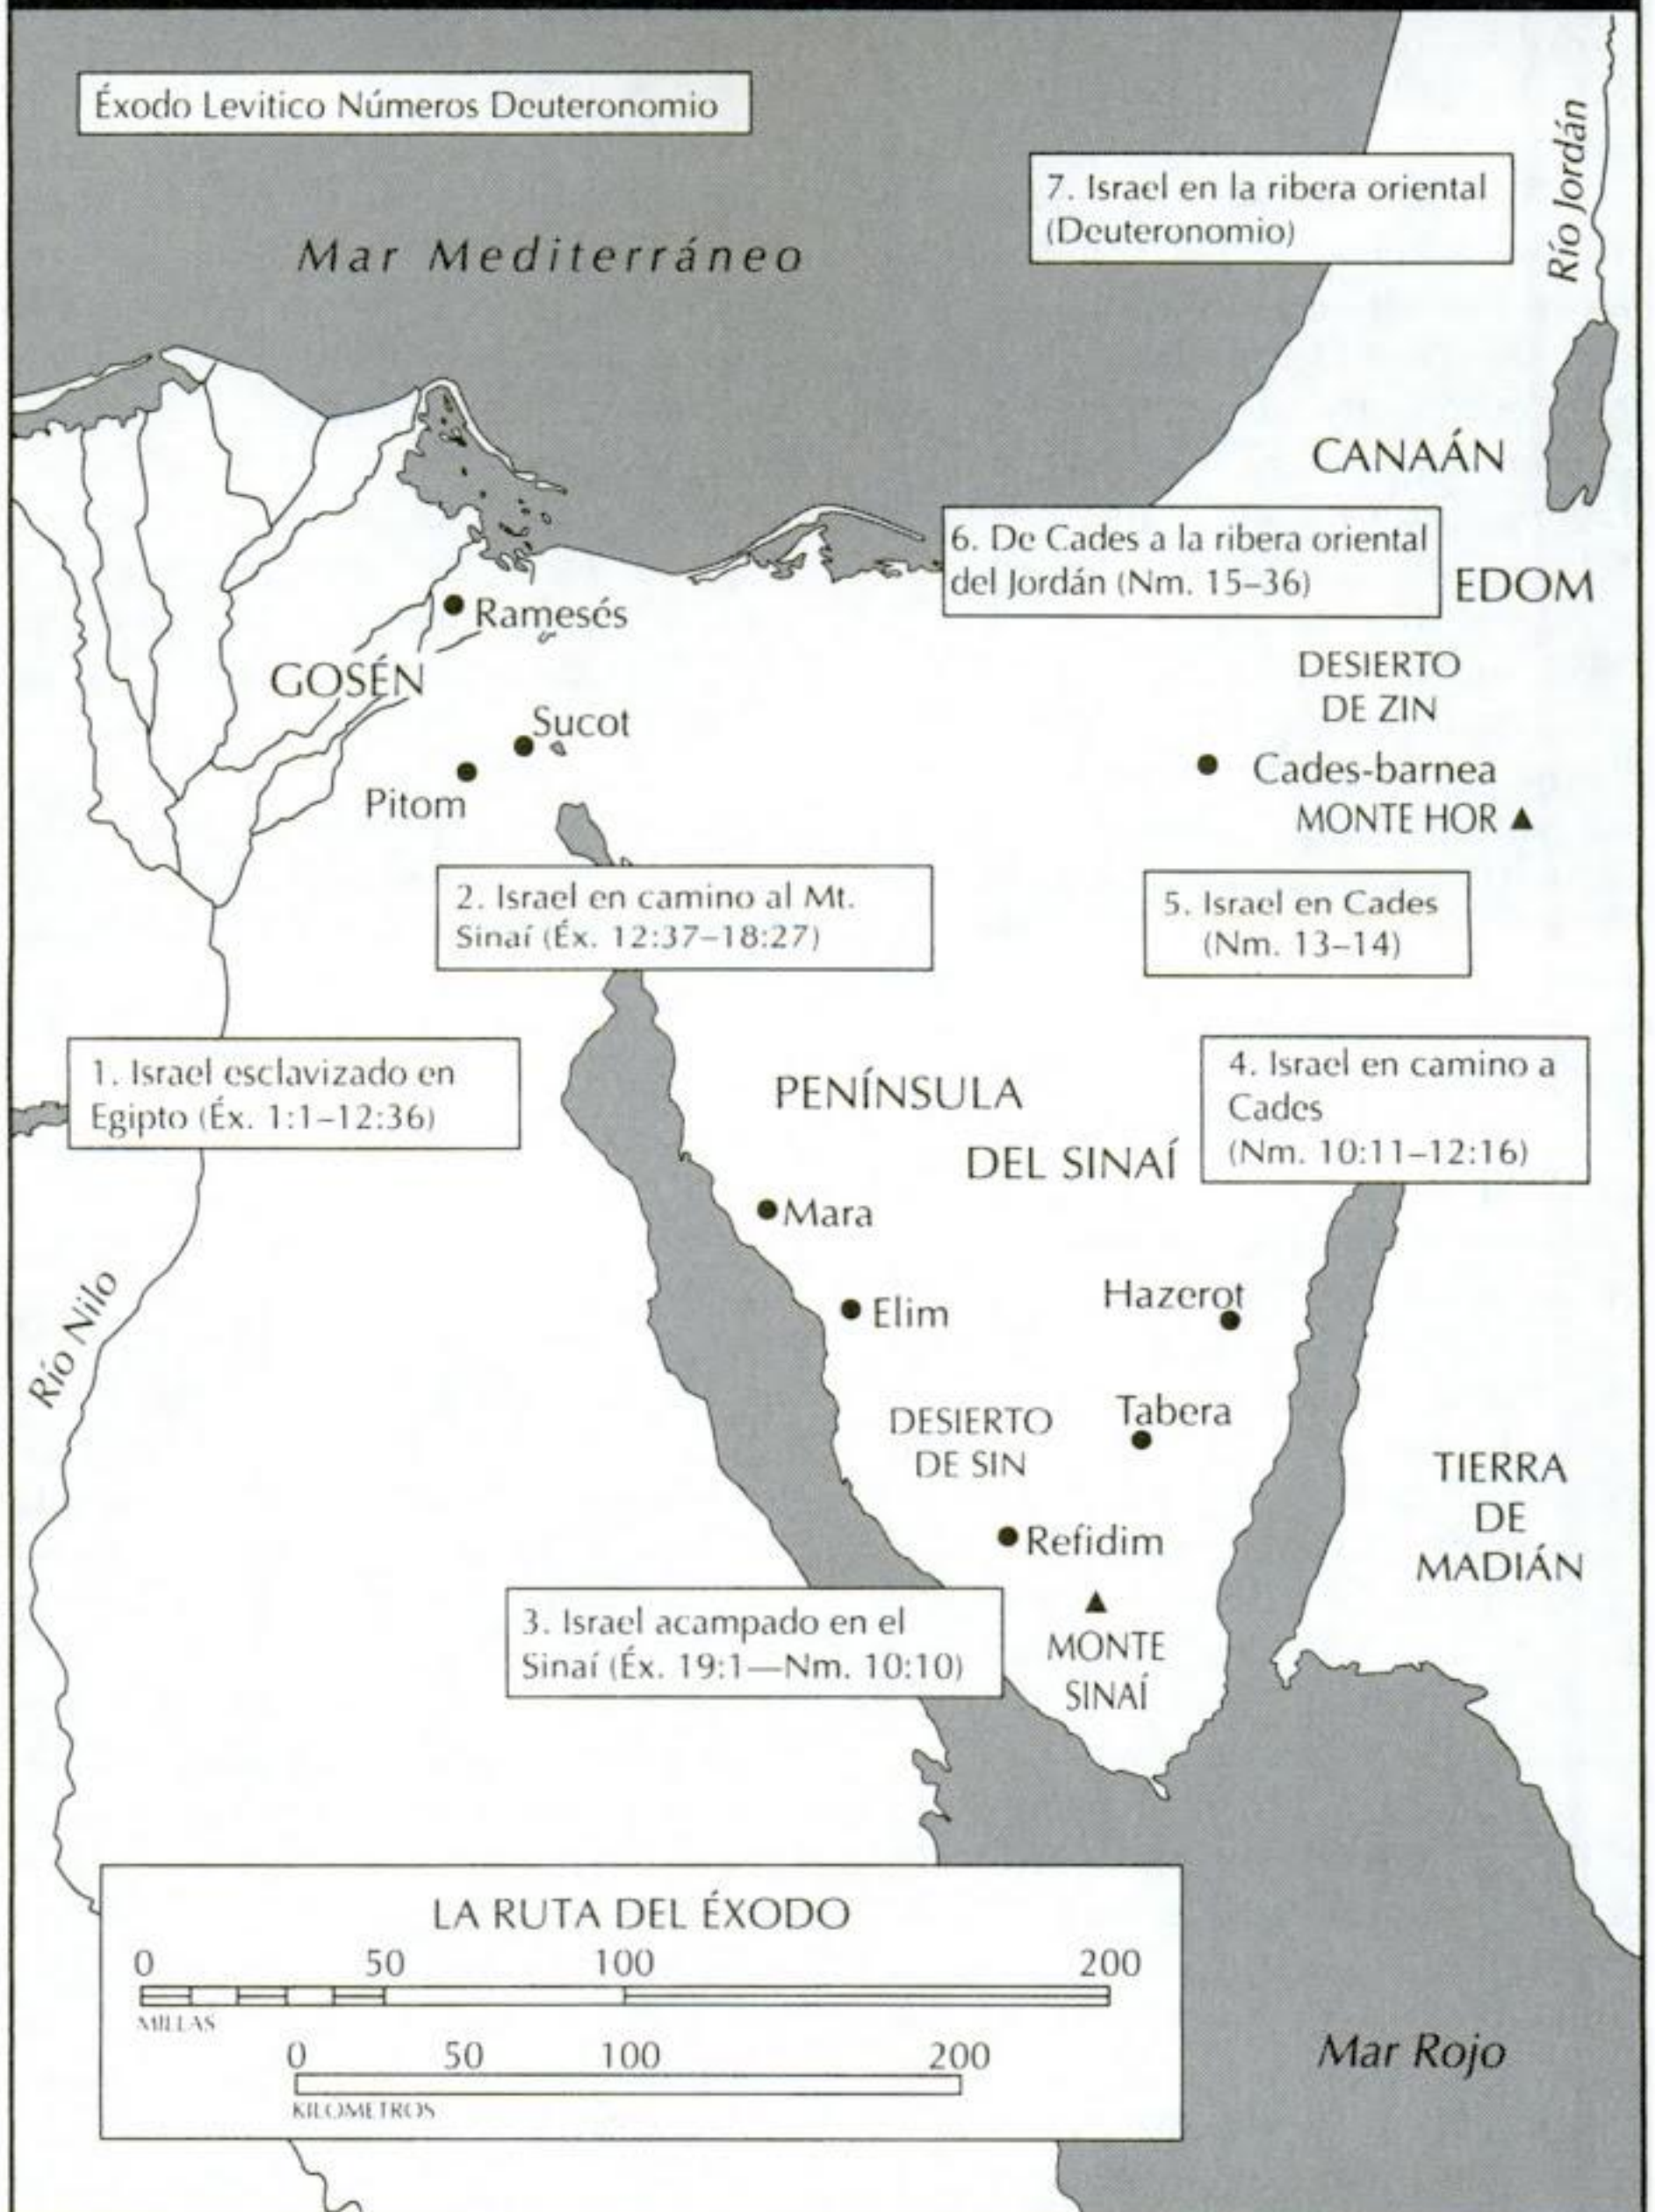 Éxodo Levitico Números Deuteronomio
Mar Mediterráneo
7. Israel en la ribera oriental
(Deuteronomio)
Río Jordán
CANAÁN
6. De Cades a la ribera oriental
del Jordán (Nm. 15–36)
EDOM
Ramesés
GOSÉN
DESIERTO
DE ZIN
Sucot
Pitom
Cades-barnea
MONTE HOR
2. Israel en camino al Mt.
Sinaí (Éx. 12:37–18:27)
5. Israel en Cades
(Nm. 13–14)
1. Israel esclavizado en
Egipto (Éx. 1:1–12:36)
PENÍNSULA
DEL SINAÍ
4. Israel en camino a
Cades
(Nm. 10:11–12:16)
Mara
Elim
Hazerot
Río Nilo
DESIERTO
DE SIN
Tabera
TIERRA
DE
MADIÁN
Refidim
3. Israel acampado en el
Sinaí (Éx. 19:1—Nm. 10:10)
MONTE
SINAÍ
LA RUTA DEL ÉXODO
0 50 100 200
MILLAS
0 50 100 200
KILOMETROS
Mar Rojo